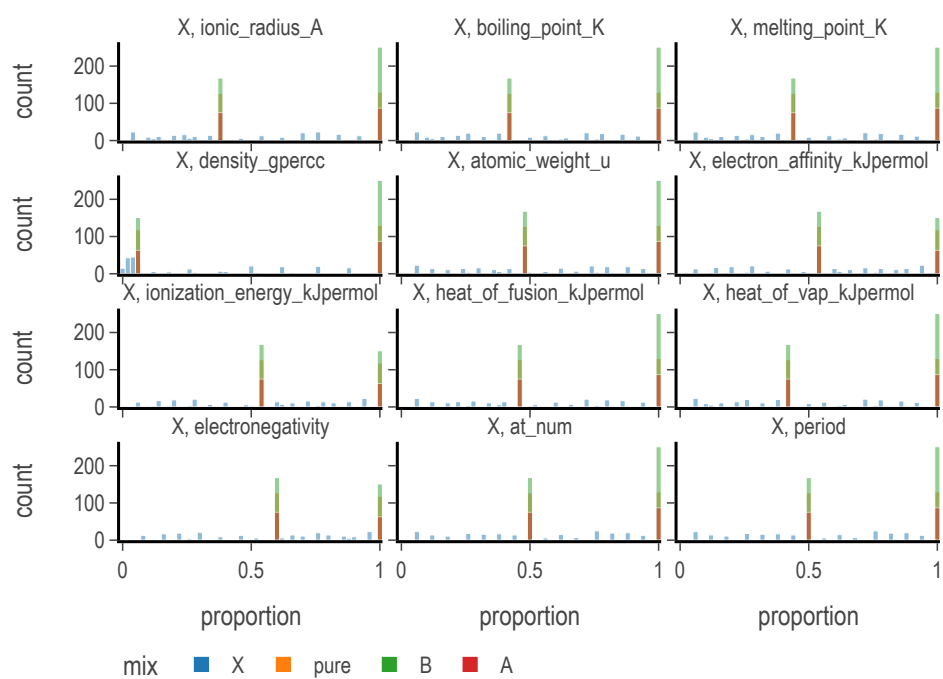 X, ionic_radius_A X, boiling_point_K X, melting_point_K
count
200
100
0
X, density_gpercc X, atomic_weight_u X, electron_affinity_kJpermol
count
200
100
0
X, ionization_energy_kJpermol X, heat_of_fusion_kJpermol X, heat_of_vap_kJpermol
count
200
100
0
X, electronegativity X, at_num X, period
count
200
100
0
0 0.5 1 0 0.5 1 0 0.5 1
proportion proportion proportion
mix X pure B A